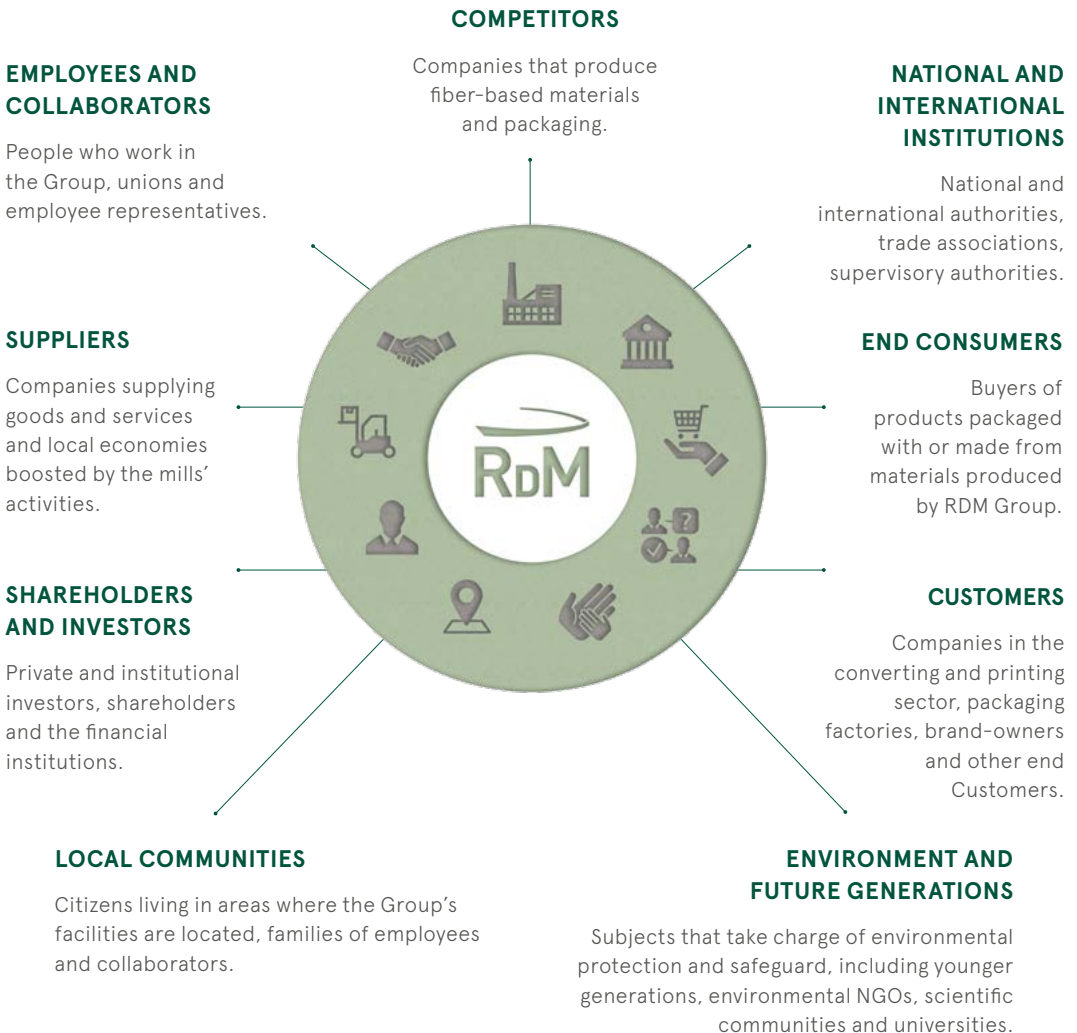 COMPETITORS
Companies that produce
fiber-based materials
and packaging.
EMPLOYEES AND
COLLABORATORS
People who work in
the Group, unions and
employee representatives.
NATIONAL AND
INTERNATIONAL
INSTITUTIONS
National and
international authorities,
trade associations,
supervisory authorities.
SUPPLIERS
Companies supplying
goods and services
and local economies
boosted by the mills’
activities.
RDM
?
END CONSUMERS
Buyers of
products packaged
with or made from
materials produced
by RDM Group.
SHAREHOLDERS
AND INVESTORS
Private and institutional
investors, shareholders
and the financial
institutions.
CUSTOMERS
Companies in the
converting and printing
sector, packaging
factories, brand-owners
and other end
Customers.
LOCAL COMMUNITIES
Citizens living in areas where the Group’s
facilities are located, families of employees
and collaborators.
ENVIRONMENT AND
FUTURE GENERATIONS
Subjects that take charge of environmental
protection and safeguard, including younger
generations, environmental NGOs, scientific
communities and universities.